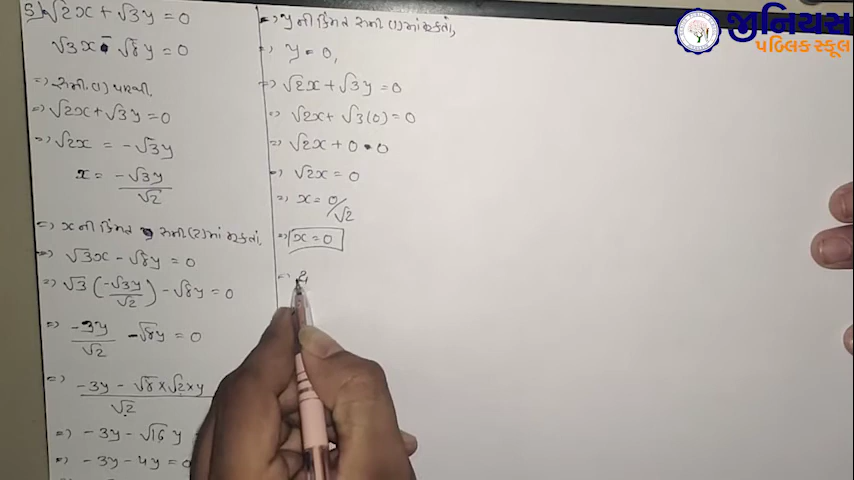 5) √2x + √3y = 0
√3x - √8y = 0
=) સમી. (૧) પરથી.
=) √2x + √3y = 0
=) √2x = -√3y
x = -√3y/√2
=) x ની કિંમત સમી (૨)માં મૂકતાં,
=) √3x - √8y = 0
=) √3 (-√3y/√2) - √8y = 0
=) -3y/√2 - √8y = 0
=) -3y - √8 × √2 × y/√2
=) -3y - √16 y
=) -3y - 4y = 0
=) y ની કિંમત સમી (૧)માં મૂકતાં,
=) y = 0,
=) √2x + √3y = 0
=) √2x + √3(0) = 0
=) √2x + 0 = 0
=) √2x = 0
=) x = 0/√2
=) x = 0
=)
જીનિયસ
પબ્લિક સ્કૂલ